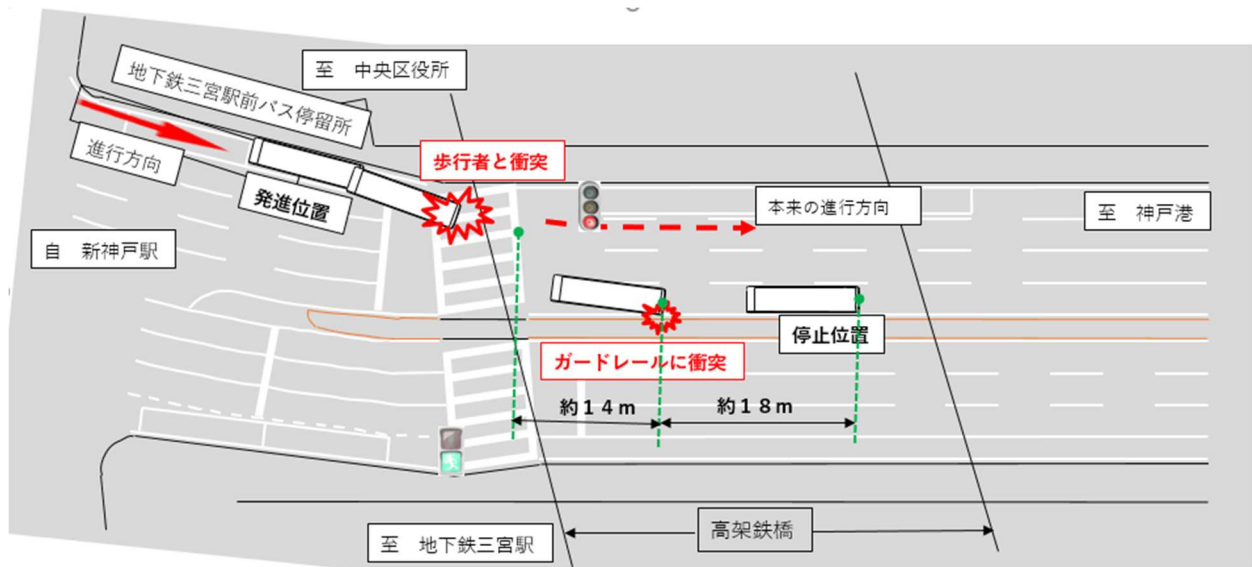 至　中央区役所
地下鉄三宮駅前バス停留所
進行方向
歩行者と衝突
発進位置
本来の進行方向
至　神戸港
自　新神戸駅
停止位置
ガードレールに衝突
約14m
約18m
高架鉄橋
至　地下鉄三宮駅